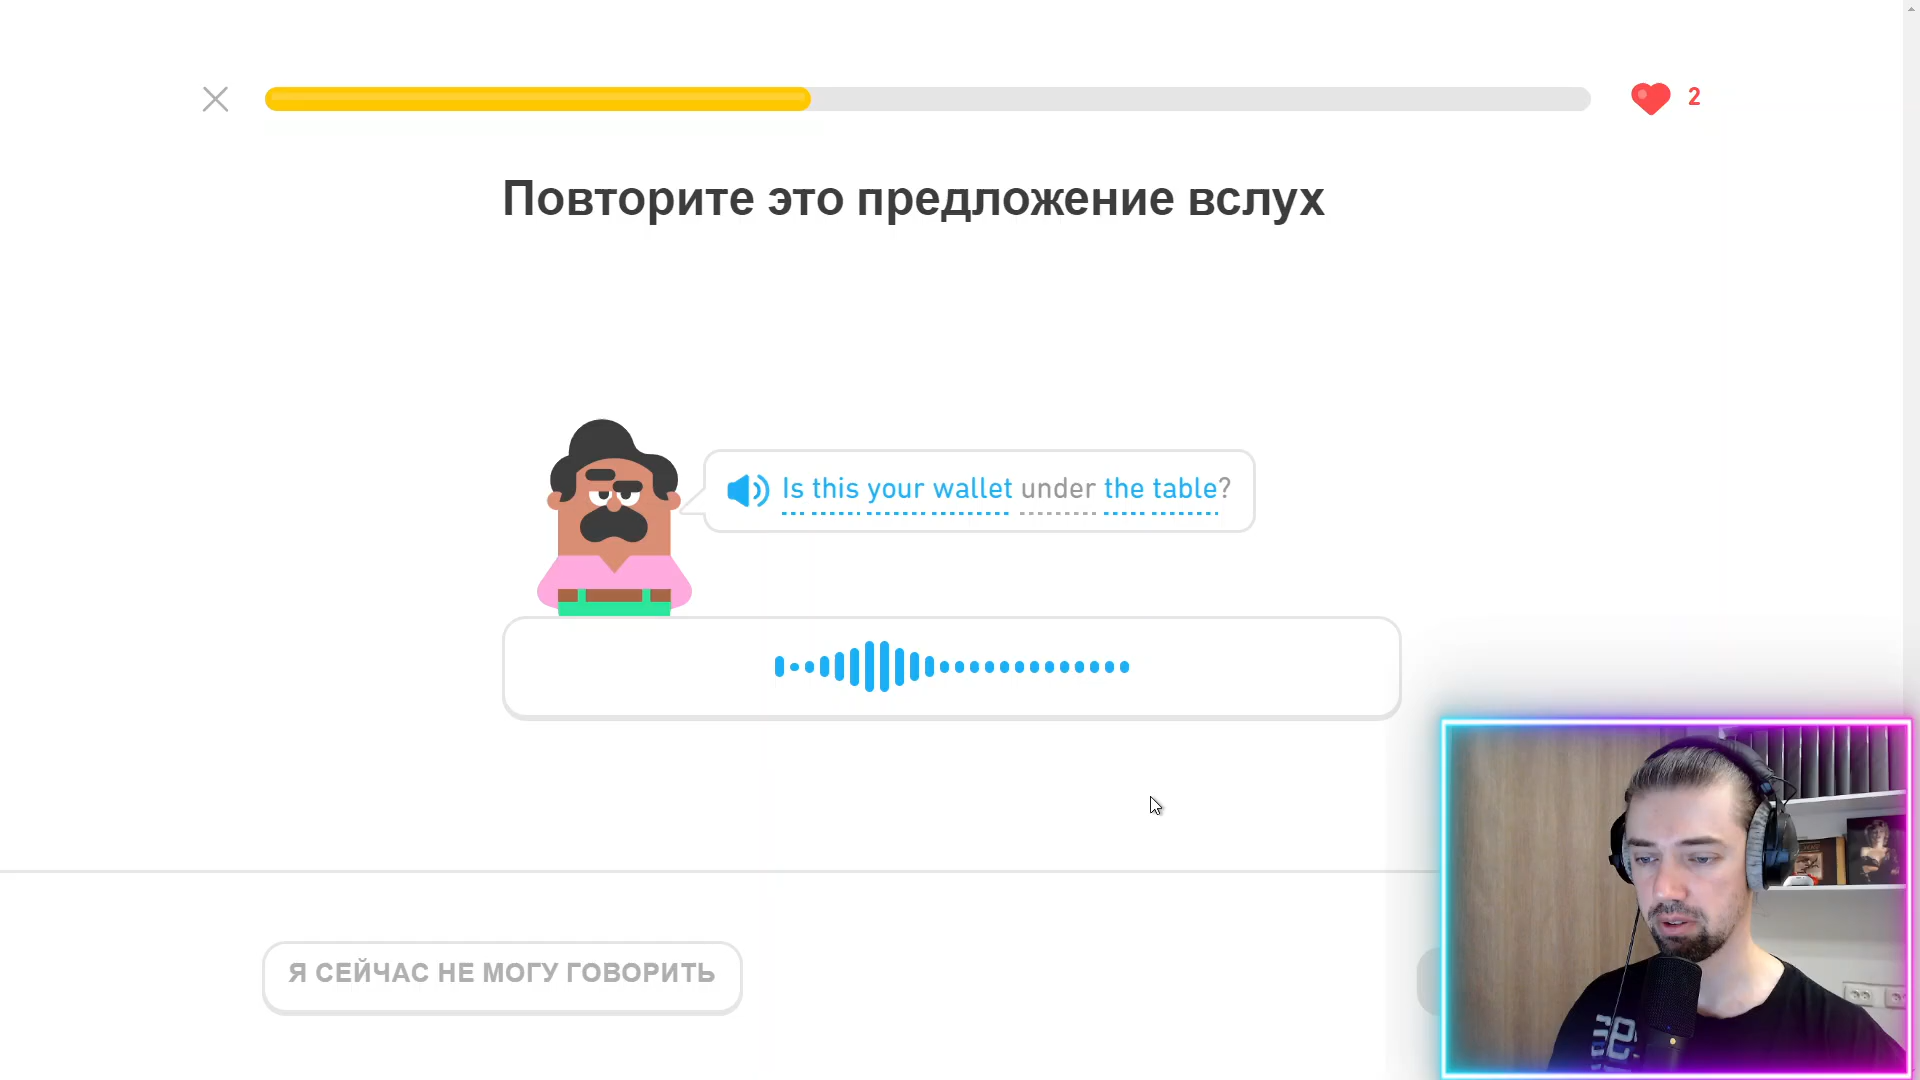 2
Повторите это предложение вслух
Is this your wallet under the table?
Я СЕЙЧАС НЕ МОГУ ГОВОРИТЬ